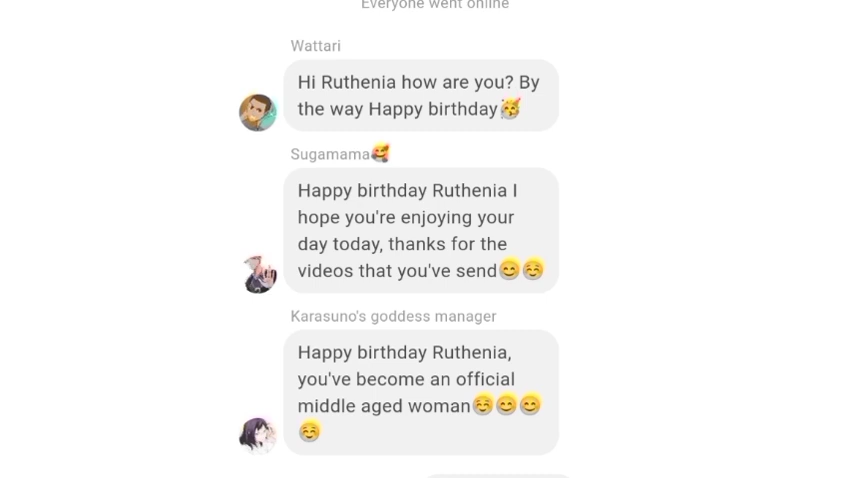 Everyone went online
Wattari
Hi Ruthenia how are you? By
the way Happy birthday🥳
Sugamama🥰
Happy birthday Ruthenia I
hope you're enjoying your
day today, thanks for the
videos that you've send😊☺️
Karasuno's goddess manager
Happy birthday Ruthenia,
you've become an official
middle aged woman☺️😊😊
☺️